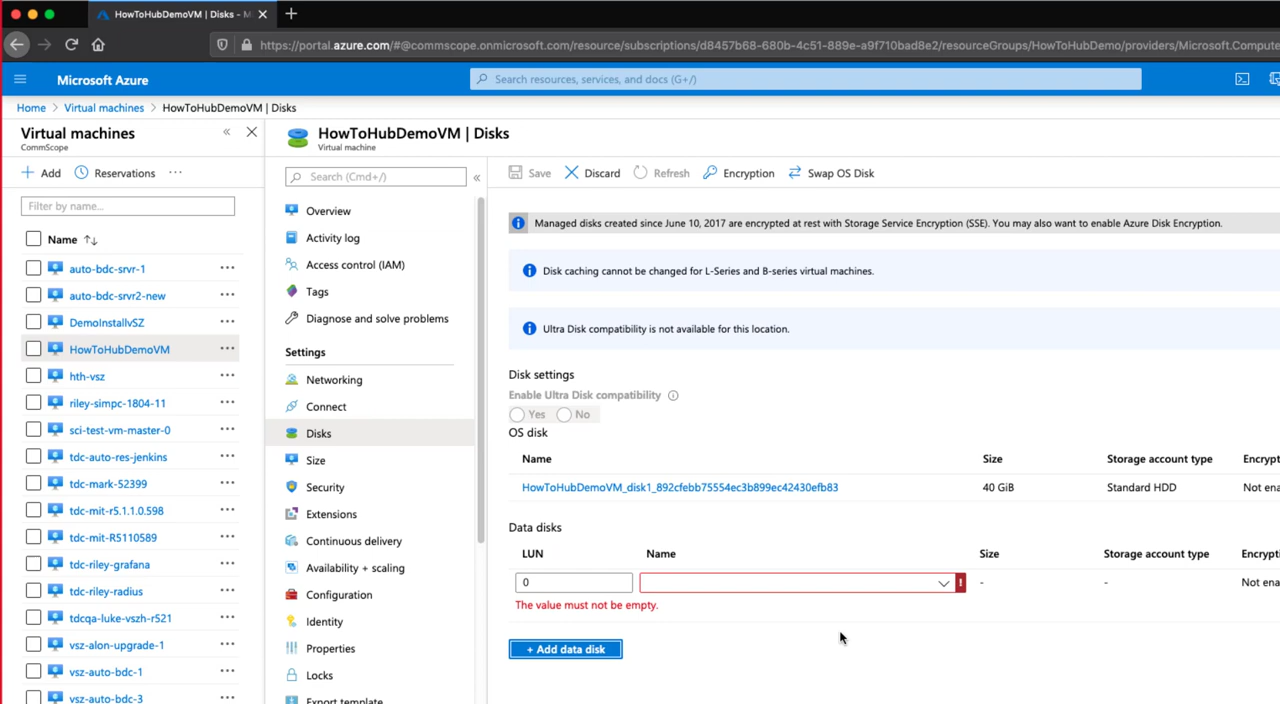 HowToHubDemoVM | Disks - M
https://portal.azure.com/#@commscope.onmicrosoft.com/resource/subscriptions/d8457b68-680b-4c51-889e-a9f710bad8e2/resourceGroups/HowToHubDemo/providers/Microsoft.Compute
Microsoft Azure
Search resources, services, and docs (G+/)
Home > Virtual machines > HowToHubDemoVM | Disks
Virtual machines
CommScope
Add
Reservations
Filter by name...
Name
auto-bdc-srvr-1
auto-bdc-srvr2-new
DemoInstallvSZ
HowToHubDemoVM
hth-vsz
riley-simpc-1804-11
sci-test-vm-master-0
tdc-auto-res-jenkins
tdc-mark-52399
tdc-mit-r5.1.1.0.598
tdc-mit-R5110589
tdc-riley-grafana
tdc-riley-radius
tdcqa-luke-vszh-r521
vsz-alon-upgrade-1
vsz-auto-bdc-1
vsz-auto-bdc-3
HowToHubDemoVM | Disks
Virtual machine
Search (Cmd+/)
Overview
Activity log
Access control (IAM)
Tags
Diagnose and solve problems
Settings
Networking
Connect
Disks
Size
Security
Extensions
Continuous delivery
Availability + scaling
Configuration
Identity
Properties
Locks
Export template
Save Discard Refresh Encryption Swap OS Disk
Managed disks created since June 10, 2017 are encrypted at rest with Storage Service Encryption (SSE). You may also want to enable Azure Disk Encryption.
Disk caching cannot be changed for L-Series and B-series virtual machines.
Ultra Disk compatibility is not available for this location.
Disk settings
Enable Ultra Disk compatibility
Yes No
OS disk
Name Size Storage account type Encrypt
HowToHubDemoVM_disk1_892cfebb75554ec3b899ec42430efb83 40 GiB Standard HDD Not ena
Data disks
LUN Name Size Storage account type Encrypti
0 - - Not ena
The value must not be empty.
+ Add data disk